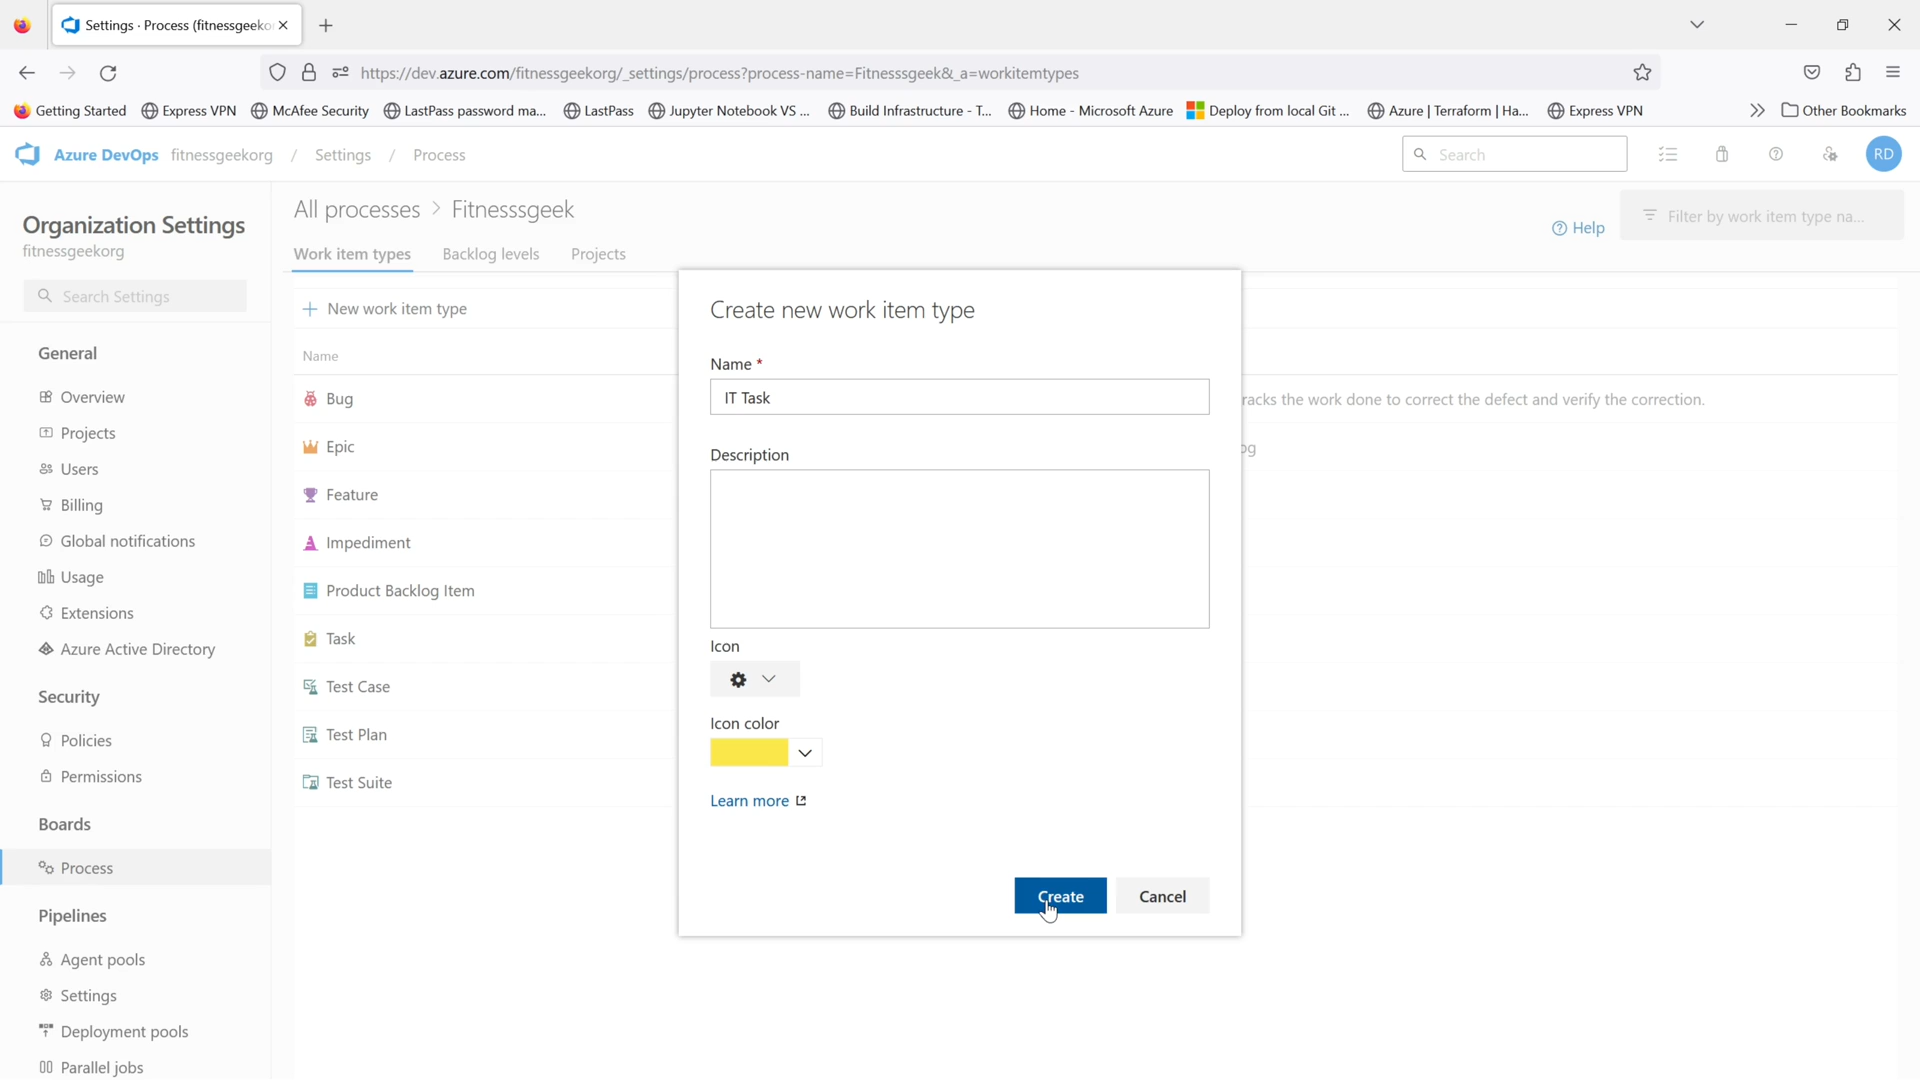 Settings · Process (fitnessgeeko
https://dev.azure.com/fitnessgeekorg/_settings/process?process-name=Fitnesssgeek&_a=workitemtypes
Getting Started Express VPN McAfee Security LastPass password ma... LastPass Jupyter Notebook VS ... Build Infrastructure - T... Home - Microsoft Azure Deploy from local Git ... Azure | Terraform | Ha... Express VPN Other Bookmarks
Azure DevOps fitnessgeekorg / Settings / Process Search RD
Organization Settings
fitnessgeekorg
Search Settings
General
Overview
Projects
Users
Billing
Global notifications
Usage
Extensions
Azure Active Directory
Security
Policies
Permissions
Boards
Process
Pipelines
Agent pools
Settings
Deployment pools
Parallel jobs
All processes > Fitnesssgeek
Help Filter by work item type na...
Work item types Backlog levels Projects
New work item type
Name
Bug
Epic
Feature
Impediment
Product Backlog Item
Task
Test Case
Test Plan
Test Suite
racks the work done to correct the defect and verify the correction.
og
Create new work item type
Name *
IT Task
Description
Icon
Icon color
Learn more
Create Cancel